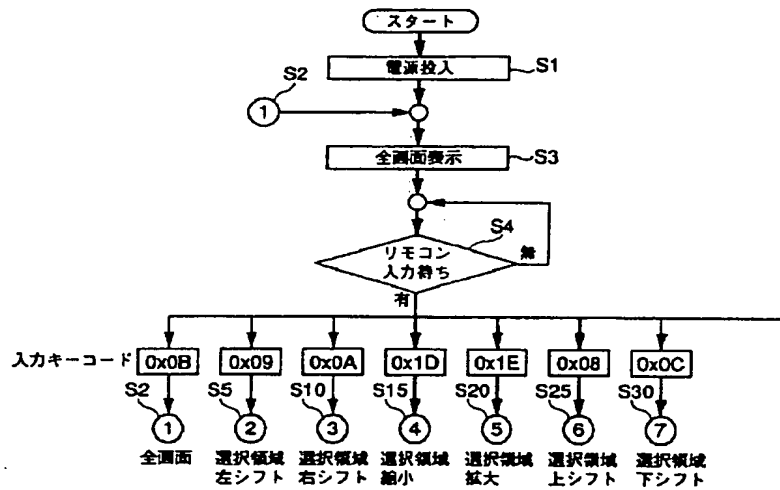 スタート
電源投入
S1
S2
1
全画面表示
S3
S4
リモコン
入力待ち
無
有
入力キーコード
0x0B
0x09
0x0A
0x1D
0x1E
0x08
0x0C
S2
S5
S10
S15
S20
S25
S30
1
2
3
4
5
6
7
全画面
選択領域
左シフト
選択領域
右シフト
選択領域
縮小
選択領域
拡大
選択領域
上シフト
選択領域
下シフト